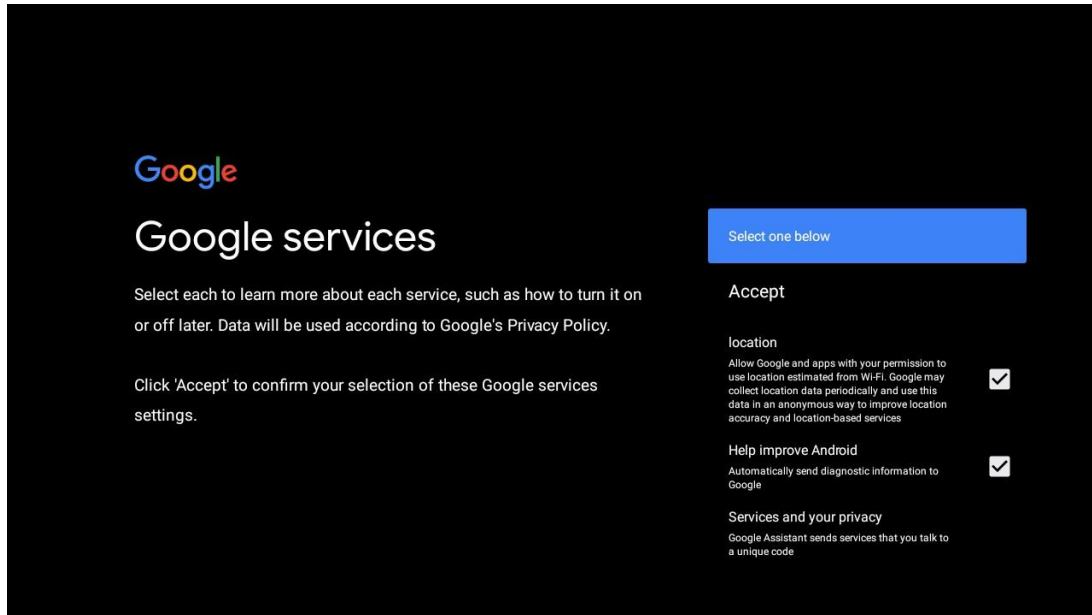 Google
Google services
Select each to learn more about each service, such as how to turn it on
or off later. Data will be used according to Google's Privacy Policy.
Click 'Accept' to confirm your selection of these Google services
settings.
Select one below
Accept
location
Allow Google and apps with your permission to
use location estimated from Wi-Fi. Google may
collect location data periodically and use this
data in an anonymous way to improve location
accuracy and location-based services
Help improve Android
Automatically send diagnostic information to
Google
Services and your privacy
Google Assistant sends services that you talk to
a unique code